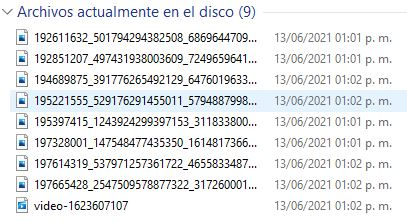 Archivos actualmente en el disco (9)
192611632_501794294382508_6869644709... 13/06/2021 01:01 p. m.
192851207_497431938003609_7249659641... 13/06/2021 01:01 p. m.
194689875_391776265492129_6476019633... 13/06/2021 01:02 p. m.
195221555_529176291455011_5794887998... 13/06/2021 01:02 p. m.
195397415_1243924299397153_311833800... 13/06/2021 01:01 p. m.
197328001_147548477435350_1614817366... 13/06/2021 01:01 p. m.
197614319_537971257361722_4655833487... 13/06/2021 01:02 p. m.
197665428_2547509578877322_317260001... 13/06/2021 01:02 p. m.
video-1623607107 13/06/2021 01:02 p. m.